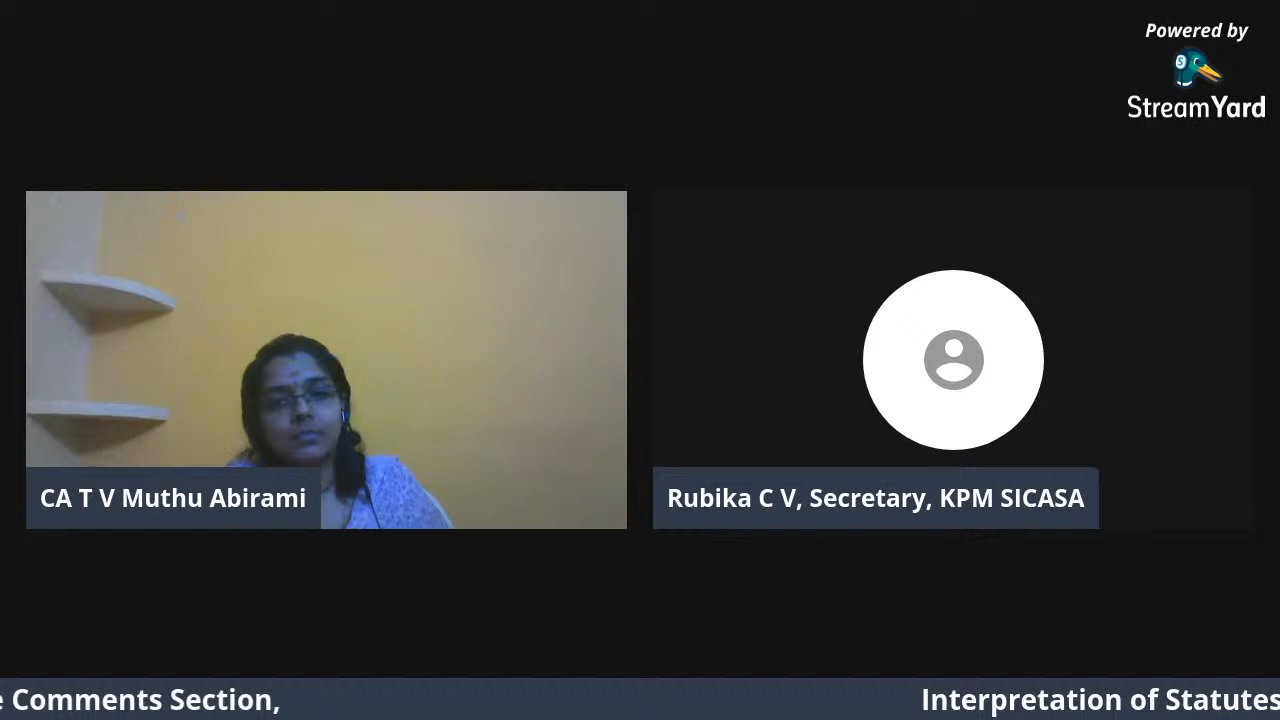 Powered by
StreamYard
CA T V Muthu Abirami
Rubika C V, Secretary, KPM SICASA
e Comments Section,
Interpretation of Statutes